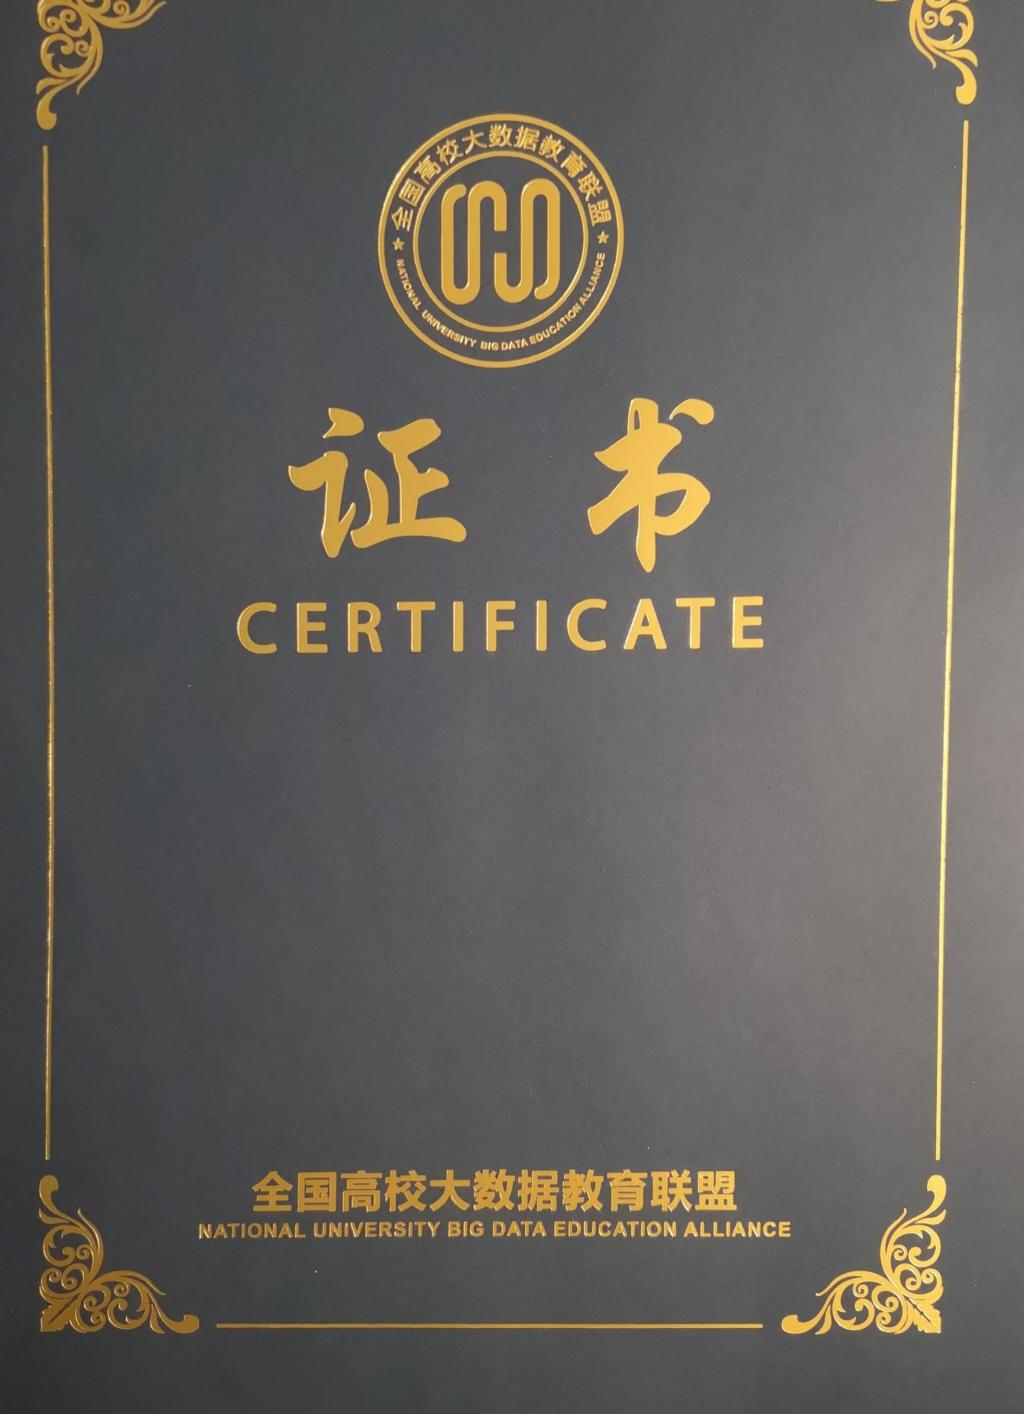 全国高校大数据教育联盟
NATIONAL UNIVERSITY BIG DATA EDUCATION ALLIANCE
证书
CERTIFICATE
全国高校大数据教育联盟
NATIONAL UNIVERSITY BIG DATA EDUCATION ALLIANCE